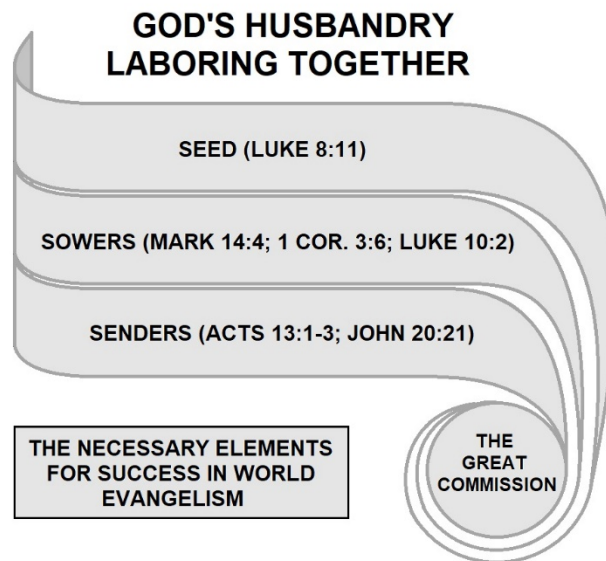 GOD'S HUSBANDRY
LABORING TOGETHER
SEED (LUKE 8:11)
SOWERS (MARK 14:4; 1 COR. 3:6; LUKE 10:2)
SENDERS (ACTS 13:1-3; JOHN 20:21)
THE NECESSARY ELEMENTS
FOR SUCCESS IN WORLD
EVANGELISM
THE
GREAT
COMMISSION